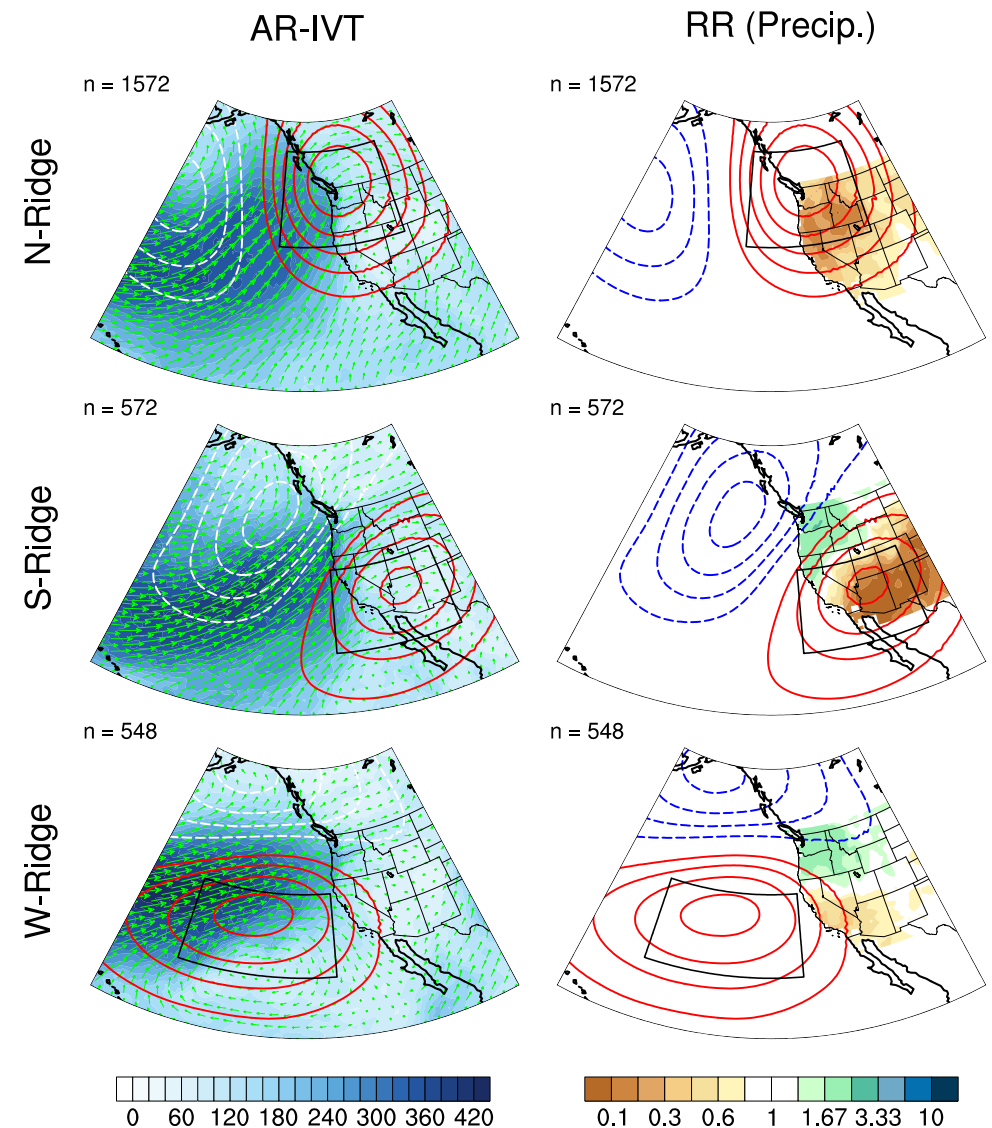 AR-IVT RR (Precip.)
n = 1572 n = 1572
N-Ridge
n = 572 n = 572
S-Ridge
n = 548 n = 548
W-Ridge
0 60 120 180 240 300 360 420
0.1 0.3 0.6 1 1.67 3.33 10